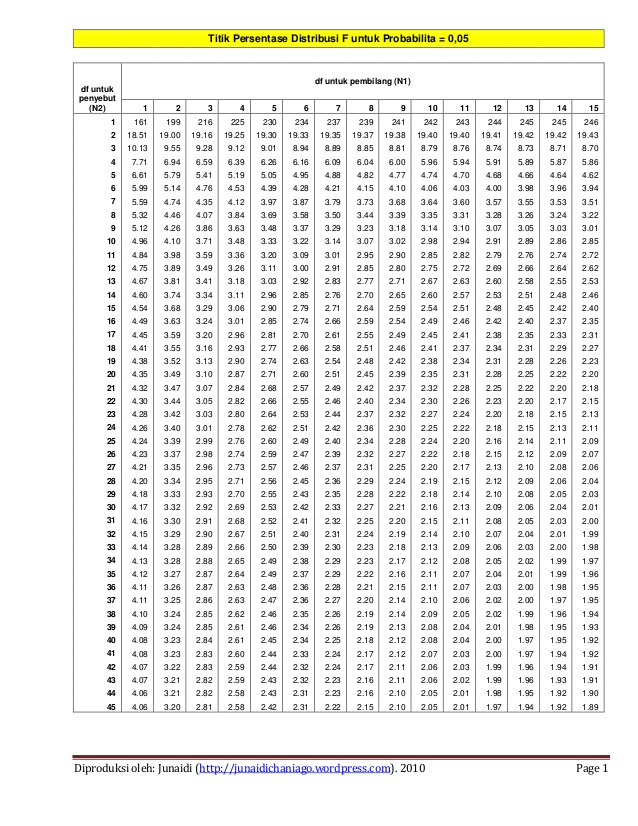 Titik Persentase Distribusi F untuk Probabilita = 0,05
df untuk penyebut (N2)
df untuk pembilang (N1)
1 2 3 4 5 6 7 8 9 10 11 12 13 14 15
1 161 199 216 225 230 234 237 239 241 242 243 244 245 245 246
2 18.51 19.00 19.16 19.25 19.30 19.33 19.35 19.37 19.38 19.40 19.40 19.41 19.42 19.42 19.43
3 10.13 9.55 9.28 9.12 9.01 8.94 8.89 8.85 8.81 8.79 8.76 8.74 8.73 8.71 8.70
4 7.71 6.94 6.59 6.39 6.26 6.16 6.09 6.04 6.00 5.96 5.94 5.91 5.89 5.87 5.86
5 6.61 5.79 5.41 5.19 5.05 4.95 4.88 4.82 4.77 4.74 4.70 4.68 4.66 4.64 4.62
6 5.99 5.14 4.76 4.53 4.39 4.28 4.21 4.15 4.10 4.06 4.03 4.00 3.98 3.96 3.94
7 5.59 4.74 4.35 4.12 3.97 3.87 3.79 3.73 3.68 3.64 3.60 3.57 3.55 3.53 3.51
8 5.32 4.46 4.07 3.84 3.69 3.58 3.50 3.44 3.39 3.35 3.31 3.28 3.26 3.24 3.22
9 5.12 4.26 3.86 3.63 3.48 3.37 3.29 3.23 3.18 3.14 3.10 3.07 3.05 3.03 3.01
10 4.96 4.10 3.71 3.48 3.33 3.22 3.14 3.07 3.02 2.98 2.94 2.91 2.89 2.86 2.85
11 4.84 3.98 3.59 3.36 3.20 3.09 3.01 2.95 2.90 2.85 2.82 2.79 2.76 2.74 2.72
12 4.75 3.89 3.49 3.26 3.11 3.00 2.91 2.85 2.80 2.75 2.72 2.69 2.66 2.64 2.62
13 4.67 3.81 3.41 3.18 3.03 2.92 2.83 2.77 2.71 2.67 2.63 2.60 2.58 2.55 2.53
14 4.60 3.74 3.34 3.11 2.96 2.85 2.76 2.70 2.65 2.60 2.57 2.53 2.51 2.48 2.46
15 4.54 3.68 3.29 3.06 2.90 2.79 2.71 2.64 2.59 2.54 2.51 2.48 2.45 2.42 2.40
16 4.49 3.63 3.24 3.01 2.85 2.74 2.66 2.59 2.54 2.49 2.46 2.42 2.40 2.37 2.35
17 4.45 3.59 3.20 2.96 2.81 2.70 2.61 2.55 2.49 2.45 2.41 2.38 2.35 2.33 2.31
18 4.41 3.55 3.16 2.93 2.77 2.66 2.58 2.51 2.46 2.41 2.37 2.34 2.31 2.29 2.27
19 4.38 3.52 3.13 2.90 2.74 2.63 2.54 2.48 2.42 2.38 2.34 2.31 2.28 2.26 2.23
20 4.35 3.49 3.10 2.87 2.71 2.60 2.51 2.45 2.39 2.35 2.31 2.28 2.25 2.22 2.20
21 4.32 3.47 3.07 2.84 2.68 2.57 2.49 2.42 2.37 2.32 2.28 2.25 2.22 2.20 2.18
22 4.30 3.44 3.05 2.82 2.66 2.55 2.46 2.40 2.34 2.30 2.26 2.23 2.20 2.17 2.15
23 4.28 3.42 3.03 2.80 2.64 2.53 2.44 2.37 2.32 2.27 2.24 2.20 2.18 2.15 2.13
24 4.26 3.40 3.01 2.78 2.62 2.51 2.42 2.36 2.30 2.25 2.22 2.18 2.15 2.13 2.11
25 4.24 3.39 2.99 2.76 2.60 2.49 2.40 2.34 2.28 2.24 2.20 2.16 2.14 2.11 2.09
26 4.23 3.37 2.98 2.74 2.59 2.47 2.39 2.32 2.27 2.22 2.18 2.15 2.12 2.09 2.07
27 4.21 3.35 2.96 2.73 2.57 2.46 2.37 2.31 2.25 2.20 2.17 2.13 2.10 2.08 2.06
28 4.20 3.34 2.95 2.71 2.56 2.45 2.36 2.29 2.24 2.19 2.15 2.12 2.09 2.06 2.04
29 4.18 3.33 2.93 2.70 2.55 2.43 2.35 2.28 2.22 2.18 2.14 2.10 2.08 2.05 2.03
30 4.17 3.32 2.92 2.69 2.53 2.42 2.33 2.27 2.21 2.16 2.13 2.09 2.06 2.04 2.01
31 4.16 3.30 2.91 2.68 2.52 2.41 2.32 2.25 2.20 2.15 2.11 2.08 2.05 2.03 2.00
32 4.15 3.29 2.90 2.67 2.51 2.40 2.31 2.24 2.19 2.14 2.10 2.07 2.04 2.01 1.99
33 4.14 3.28 2.89 2.66 2.50 2.39 2.30 2.23 2.18 2.13 2.09 2.06 2.03 2.00 1.98
34 4.13 3.28 2.88 2.65 2.49 2.38 2.29 2.23 2.17 2.12 2.08 2.05 2.02 1.99 1.97
35 4.12 3.27 2.87 2.64 2.49 2.37 2.29 2.22 2.16 2.11 2.07 2.04 2.01 1.99 1.96
36 4.11 3.26 2.87 2.63 2.48 2.36 2.28 2.21 2.15 2.11 2.07 2.03 2.00 1.98 1.95
37 4.11 3.25 2.86 2.63 2.47 2.36 2.27 2.20 2.14 2.10 2.06 2.02 2.00 1.97 1.95
38 4.10 3.24 2.85 2.62 2.46 2.35 2.26 2.19 2.14 2.09 2.05 2.02 1.99 1.96 1.94
39 4.09 3.24 2.85 2.61 2.46 2.34 2.26 2.19 2.13 2.08 2.04 2.01 1.98 1.95 1.93
40 4.08 3.23 2.84 2.61 2.45 2.34 2.25 2.18 2.12 2.08 2.04 2.00 1.97 1.95 1.92
41 4.08 3.23 2.83 2.60 2.44 2.33 2.24 2.17 2.12 2.07 2.03 2.00 1.97 1.94 1.92
42 4.07 3.22 2.83 2.59 2.44 2.32 2.24 2.17 2.11 2.06 2.03 1.99 1.96 1.94 1.91
43 4.07 3.21 2.82 2.59 2.43 2.32 2.23 2.16 2.11 2.06 2.02 1.99 1.96 1.93 1.91
44 4.06 3.21 2.82 2.58 2.43 2.31 2.23 2.16 2.10 2.05 2.01 1.98 1.95 1.92 1.90
45 4.06 3.20 2.81 2.58 2.42 2.31 2.22 2.15 2.10 2.05 2.01 1.97 1.94 1.92 1.89
Diproduksi oleh: Junaidi (http://junaidichaniago.wordpress.com). 2010 Page 1